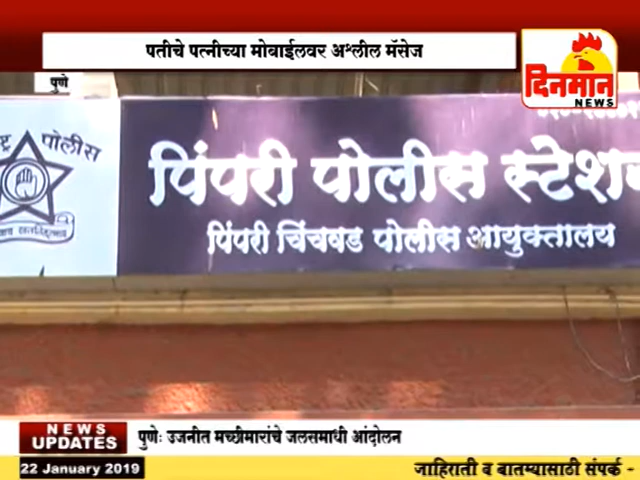 पतीचे पत्नीच्या मोबाईलवर अश्लील मॅसेज
दिनमान
NEWS
पुणे
पोलीस
पिंपरी पोलीस स्टेशन
पिंपरी चिंचवड पोलीस आयुक्तालय
NEWS
UPDATES
पुणेः उजनीत मच्छीमारांचे जलसमाधी आंदोलन
22 January 2019
जाहिराती व बातम्यासाठी संपर्क -